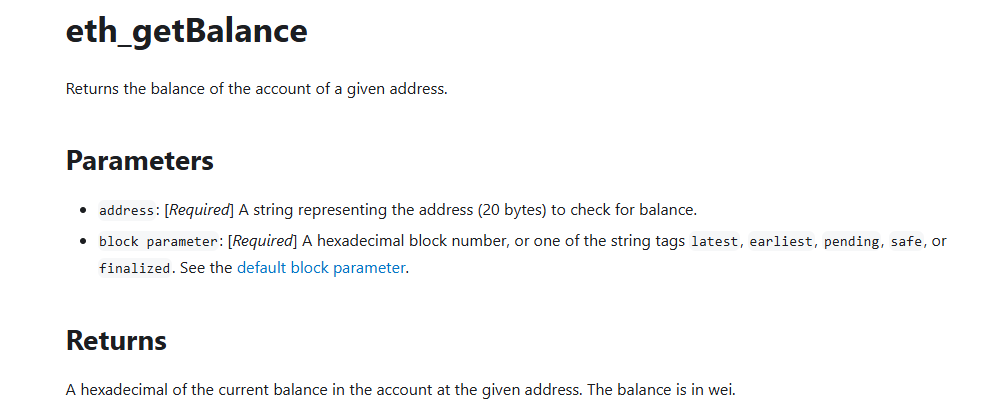 eth_getBalance
Returns the balance of the account of a given address.
Parameters
• address: [Required] A string representing the address (20 bytes) to check for balance.
• block parameter: [Required] A hexadecimal block number, or one of the string tags latest, earliest, pending, safe, or
finalized. See the default block parameter.
Returns
A hexadecimal of the current balance in the account at the given address. The balance is in wei.